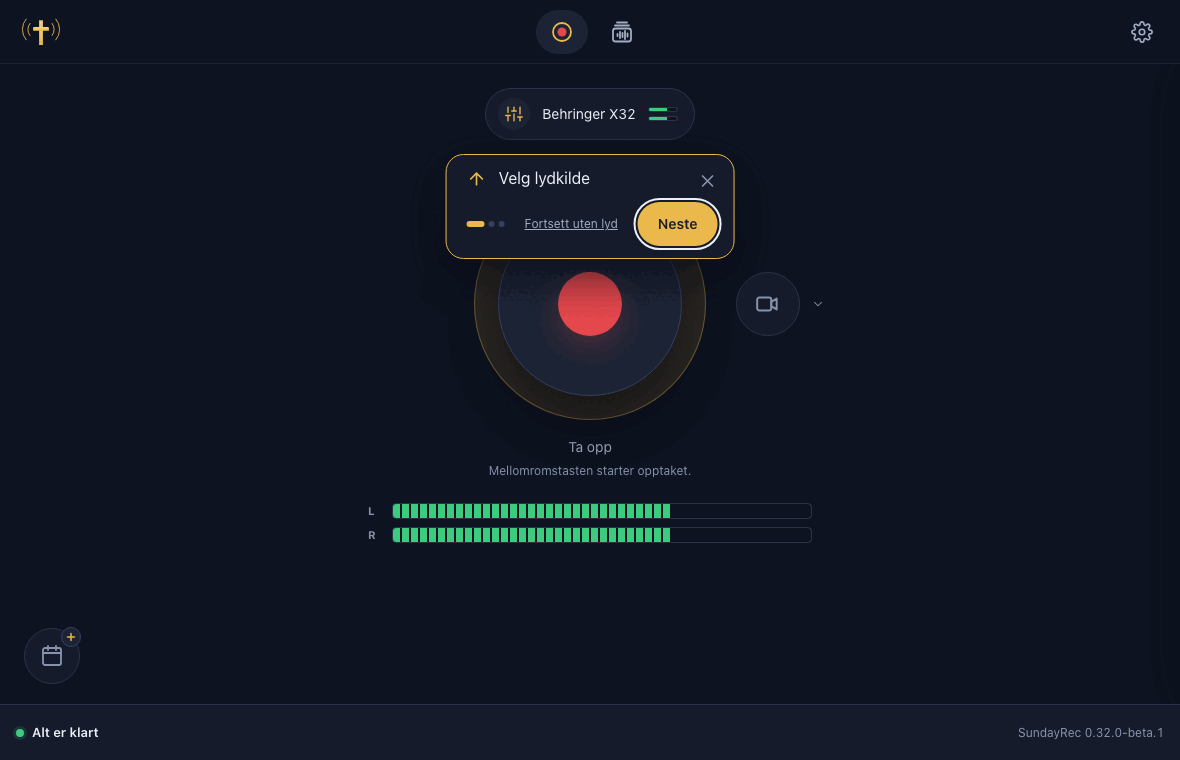 Behringer X32
Velg lydkilde
Fortsett uten lyd
Neste
Ta opp
Mellomromstasten starter opptaket.
L
R
Alt er klart
SundayRec 0.32.0-beta.1